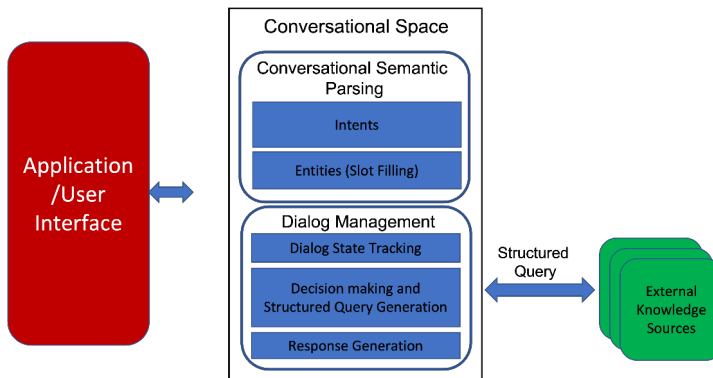 Conversational Space
Conversational Semantic
Parsing
Intents
Entities (Slot Filling)
Application
/User
Interface
Dialog Management
Dialog State Tracking
Decision making and
Structured Query Generation
Response Generation
Structured
Query
External
Knowledge
Sources